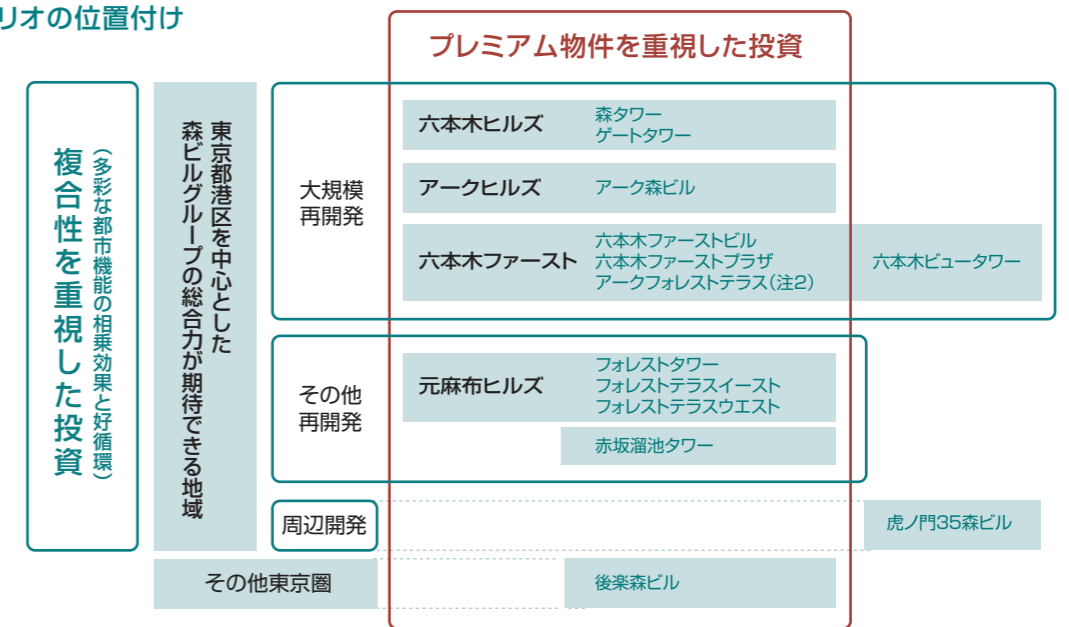 リオの位置付け
プレミアム物件を重視した投資
複合性を重視した投資
(多彩な都市機能の相乗効果と好循環)
東京都港区を中心とした
森ビルグループの総合力が期待できる地域
大規模
再開発
六本木ヒルズ
森タワー
ゲートタワー
アークヒルズ
アーク森ビル
六本木ファースト
六本木ファーストビル
六本木ファーストプラザ
アークフォレストテラス(注2)
六本木ビュータワー
その他
再開発
元麻布ヒルズ
フォレストタワー
フォレストテラスイースト
フォレストテラスウエスト
赤坂溜池タワー
周辺開発
虎ノ門35森ビル
その他東京圏
後楽森ビル